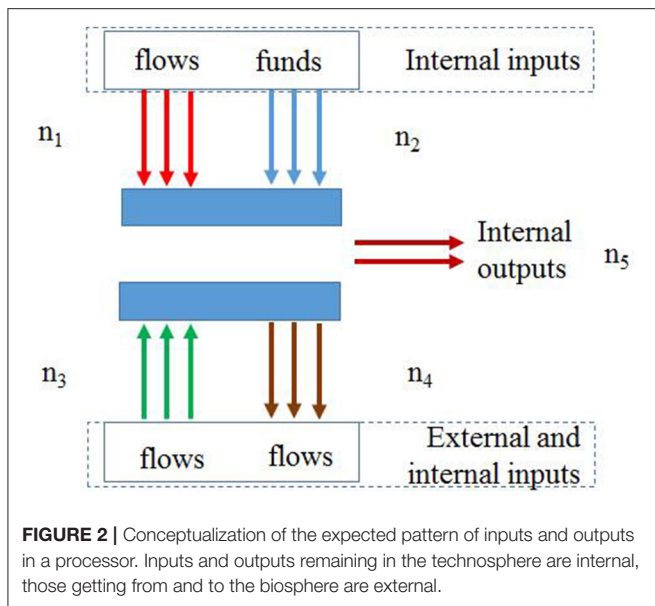 flows funds Internal inputs
n₁ n₂
Internal
outputs n₅
n₃ n₄
flows flows External and
internal inputs
FIGURE 2 | Conceptualization of the expected pattern of inputs and outputs
in a processor. Inputs and outputs remaining in the technosphere are internal,
those getting from and to the biosphere are external.